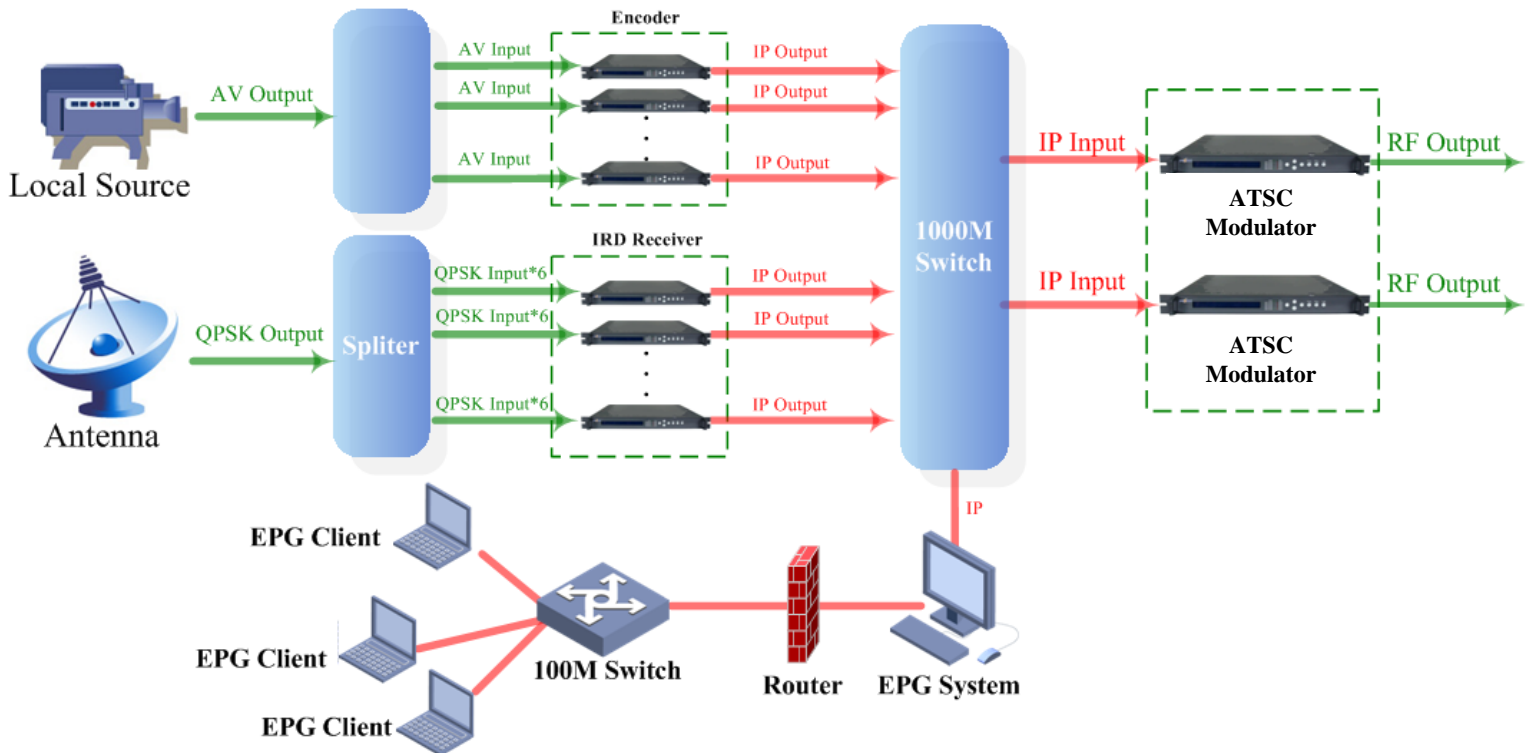 Encoder
AV Input
IP Output
AV Input
IP Output
AV Output
AV Input
IP Output
Local Source
IP Input
RF Output
ATSC
Modulator
1000M
Switch
IRD Receiver
QPSK Input*6
IP Output
QPSK Input*6
IP Output
QPSK Output
Spliter
QPSK Input*6
IP Output
Antenna
IP Input
RF Output
ATSC
Modulator
IP
EPG Client
EPG Client
EPG Client
100M Switch
Router
EPG System